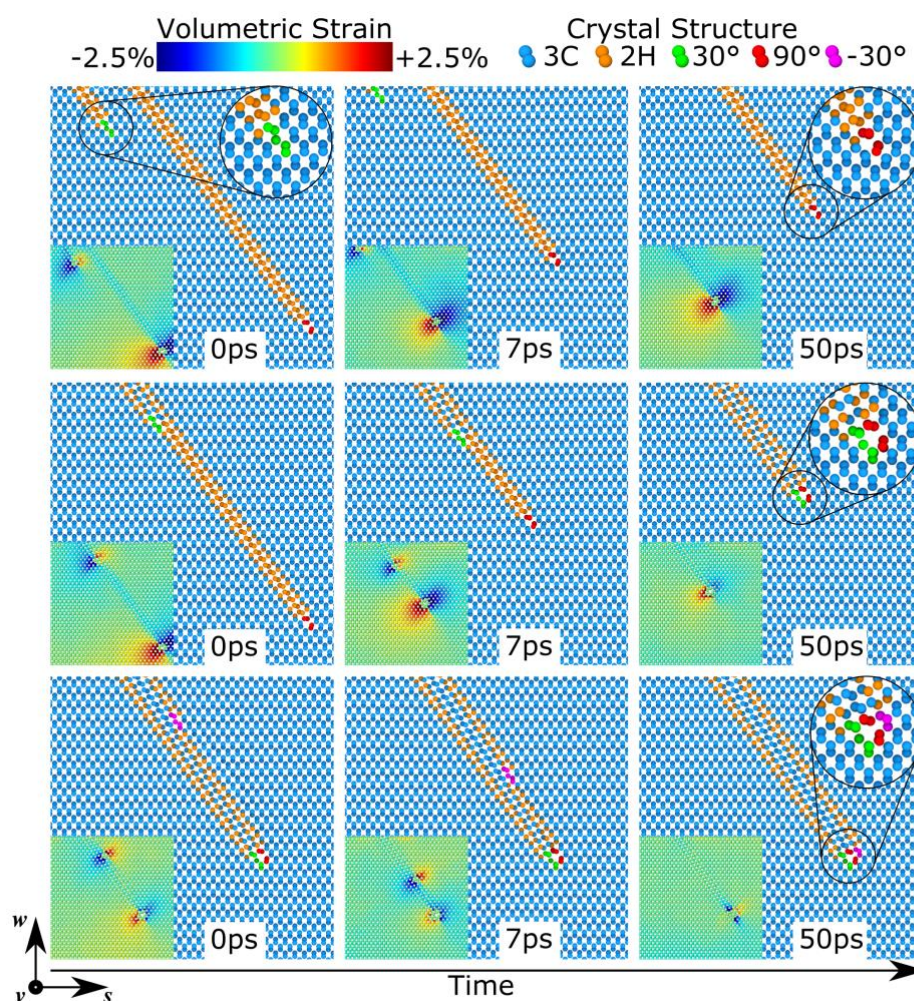 Volumetric Strain
Crystal Structure
-2.5%
+2.5%
3C
2H
30°
90°
-30°
0ps
7ps
50ps
0ps
7ps
50ps
0ps
7ps
50ps
w
v
s
Time